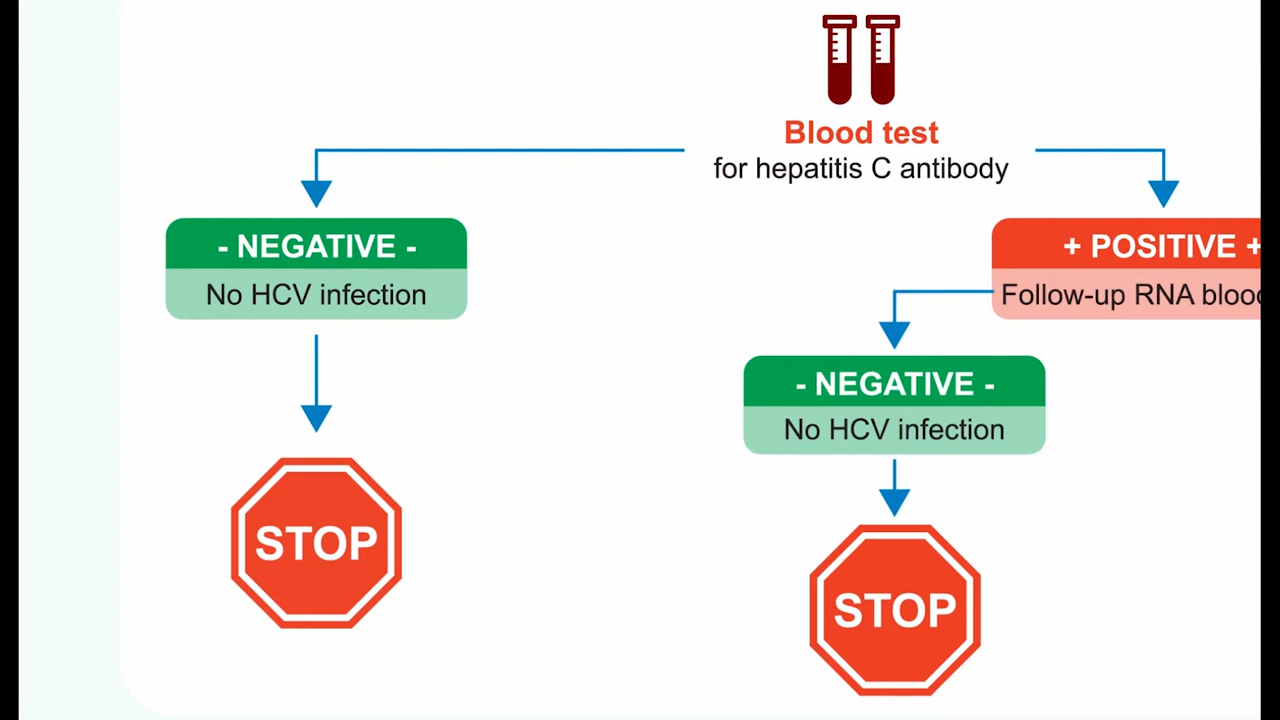 Blood test
for hepatitis C antibody
- NEGATIVE -
No HCV infection
STOP
+ POSITIVE +
Follow-up RNA
- NEGATIVE -
No HCV infection
STOP